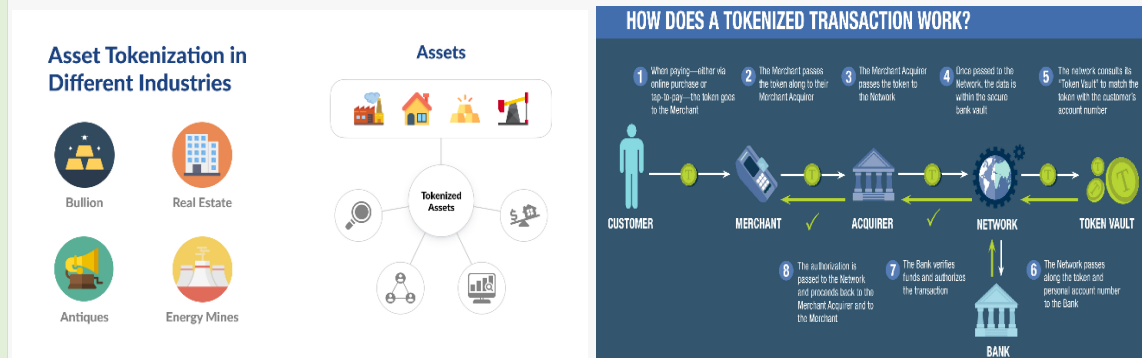 Asset Tokenization in
Different Industries
Bullion
Real Estate
Antiques
Energy Mines
Assets
Tokenized
Assets
HOW DOES A TOKENIZED TRANSACTION WORK?
1
When paying—either via
online purchase or
tap-to-pay—the token goes
to the Merchant
2
The Merchant passes
the token along to their
Merchant Acquirer
3
The Merchant Acquirer
passes the token to
the Network
4
Once passed to the
Network, the data is
within the secure
bank vault
5
The network consults its
"Token Vault" to match the
token with the customer's
account number
T
T
T
T
T
T
CUSTOMER
MERCHANT
ACQUIRER
NETWORK
TOKEN VAULT
8
The authorization is
passed to the Network
and proceeds back to the
Merchant Acquirer and to
the Merchant
7
The Bank verifies
funds and authorizes
the transaction
6
The Network passes
along the token and
personal account number
to the Bank
BANK